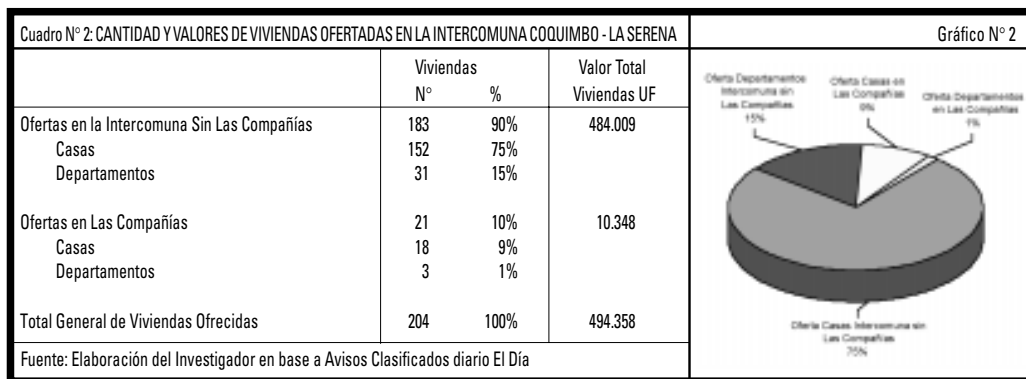 Cuadro N° 2: CANTIDAD Y VALORES DE VIVIENDAS OFERTADAS EN LA INTERCOMUNA COQUIMBO - LA SERENA
Gráfico N° 2
Viviendas Valor Total
N° % Viviendas UF
Ofertas en la Intercomuna Sin Las Compañías 183 90% 484.009
Casas 152 75%
Departamentos 31 15%
Ofertas en Las Compañías 21 10% 10.348
Casas 18 9%
Departamentos 3 1%
Total General de Viviendas Ofrecidas 204 100% 494.358
Fuente: Elaboración del Investigador en base a Avisos Clasificados diario El Día
Oferta Departamentos
Intercomuna sin
Las Compañías
15%
Oferta Casas en
Las Compañías
9%
Oferta Departamentos
en Las Compañías
1%
Oferta Casas Intercomuna sin
Las Compañías
75%